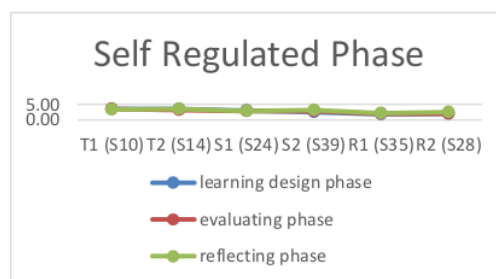 Self Regulated Phase
5.00
0.00
T1 (S10) T2 (S14) S1 (S24) S2 (S39) R1 (S35) R2 (S28)
learning design phase
evaluating phase
reflecting phase